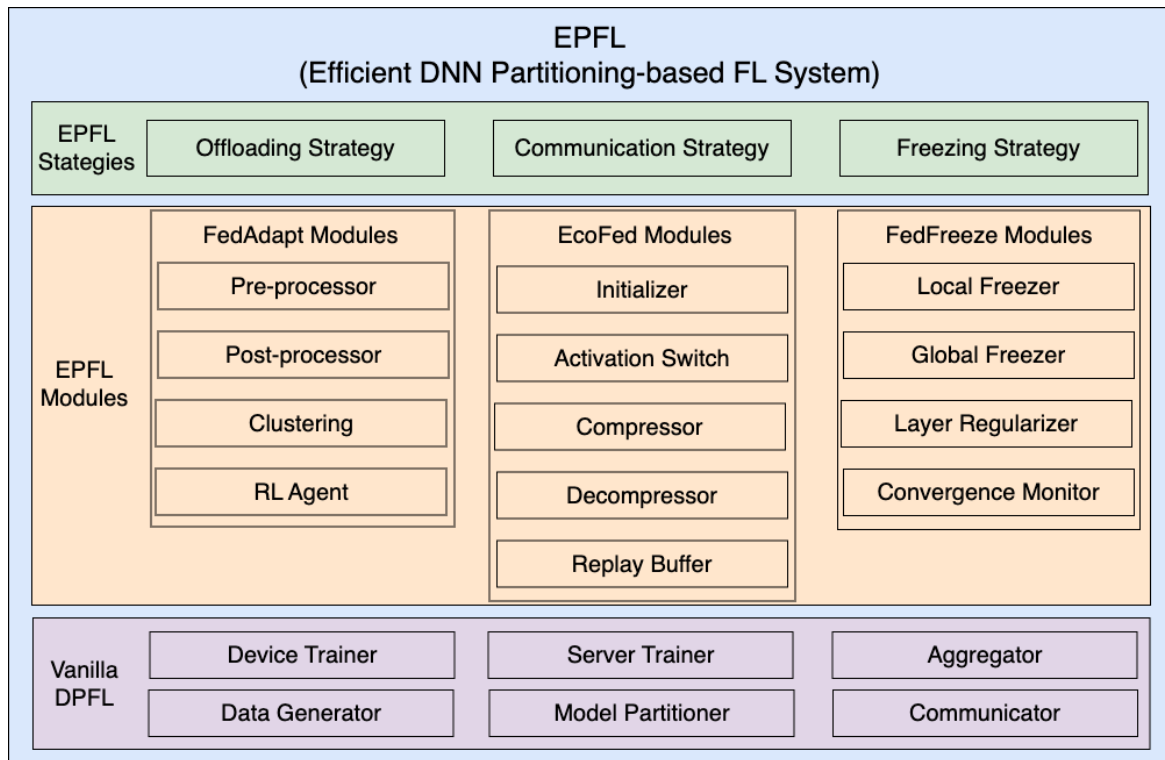 EPFL
(Efficient DNN Partitioning-based FL System)
EPFL
Stategies
Offloading Strategy
Communication Strategy
Freezing Strategy
EPFL
Modules
FedAdapt Modules
Pre-processor
Post-processor
Clustering
RL Agent
EcoFed Modules
Initializer
Activation Switch
Compressor
Decompressor
Replay Buffer
FedFreeze Modules
Local Freezer
Global Freezer
Layer Regularizer
Convergence Monitor
Vanilla
DPFL
Device Trainer
Server Trainer
Aggregator
Data Generator
Model Partitioner
Communicator